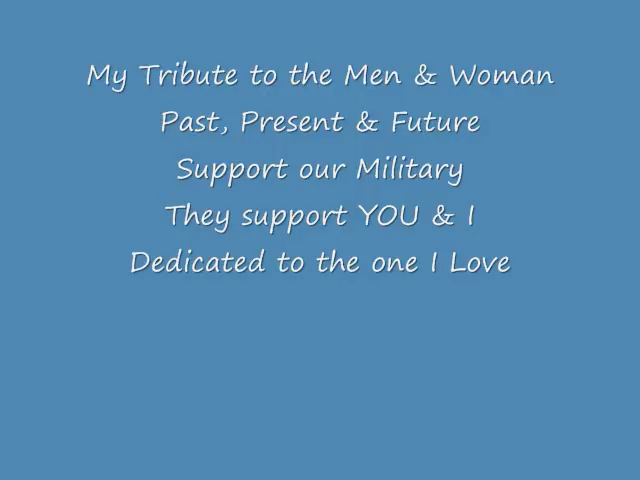 My Tribute to the Men & Woman
Past, Present & Future
Support our Military
They support YOU & I
Dedicated to the one I Love